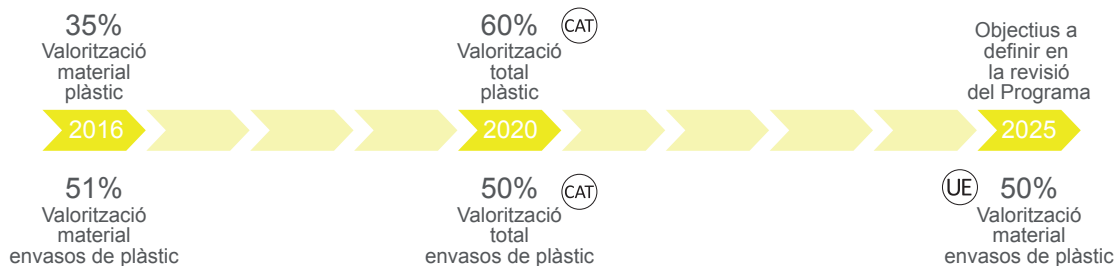 35%
Valorització
material
plàstic
60%
CAT
Valorització
total
plàstic
Objectius a
definir en
la revisió
del Programa
2016
2020
2025
51%
Valorització
material
envasos de plàstic
50%
CAT
Valorització
total
envasos de plàstic
UE
50%
Valorització
material
envasos de plàstic